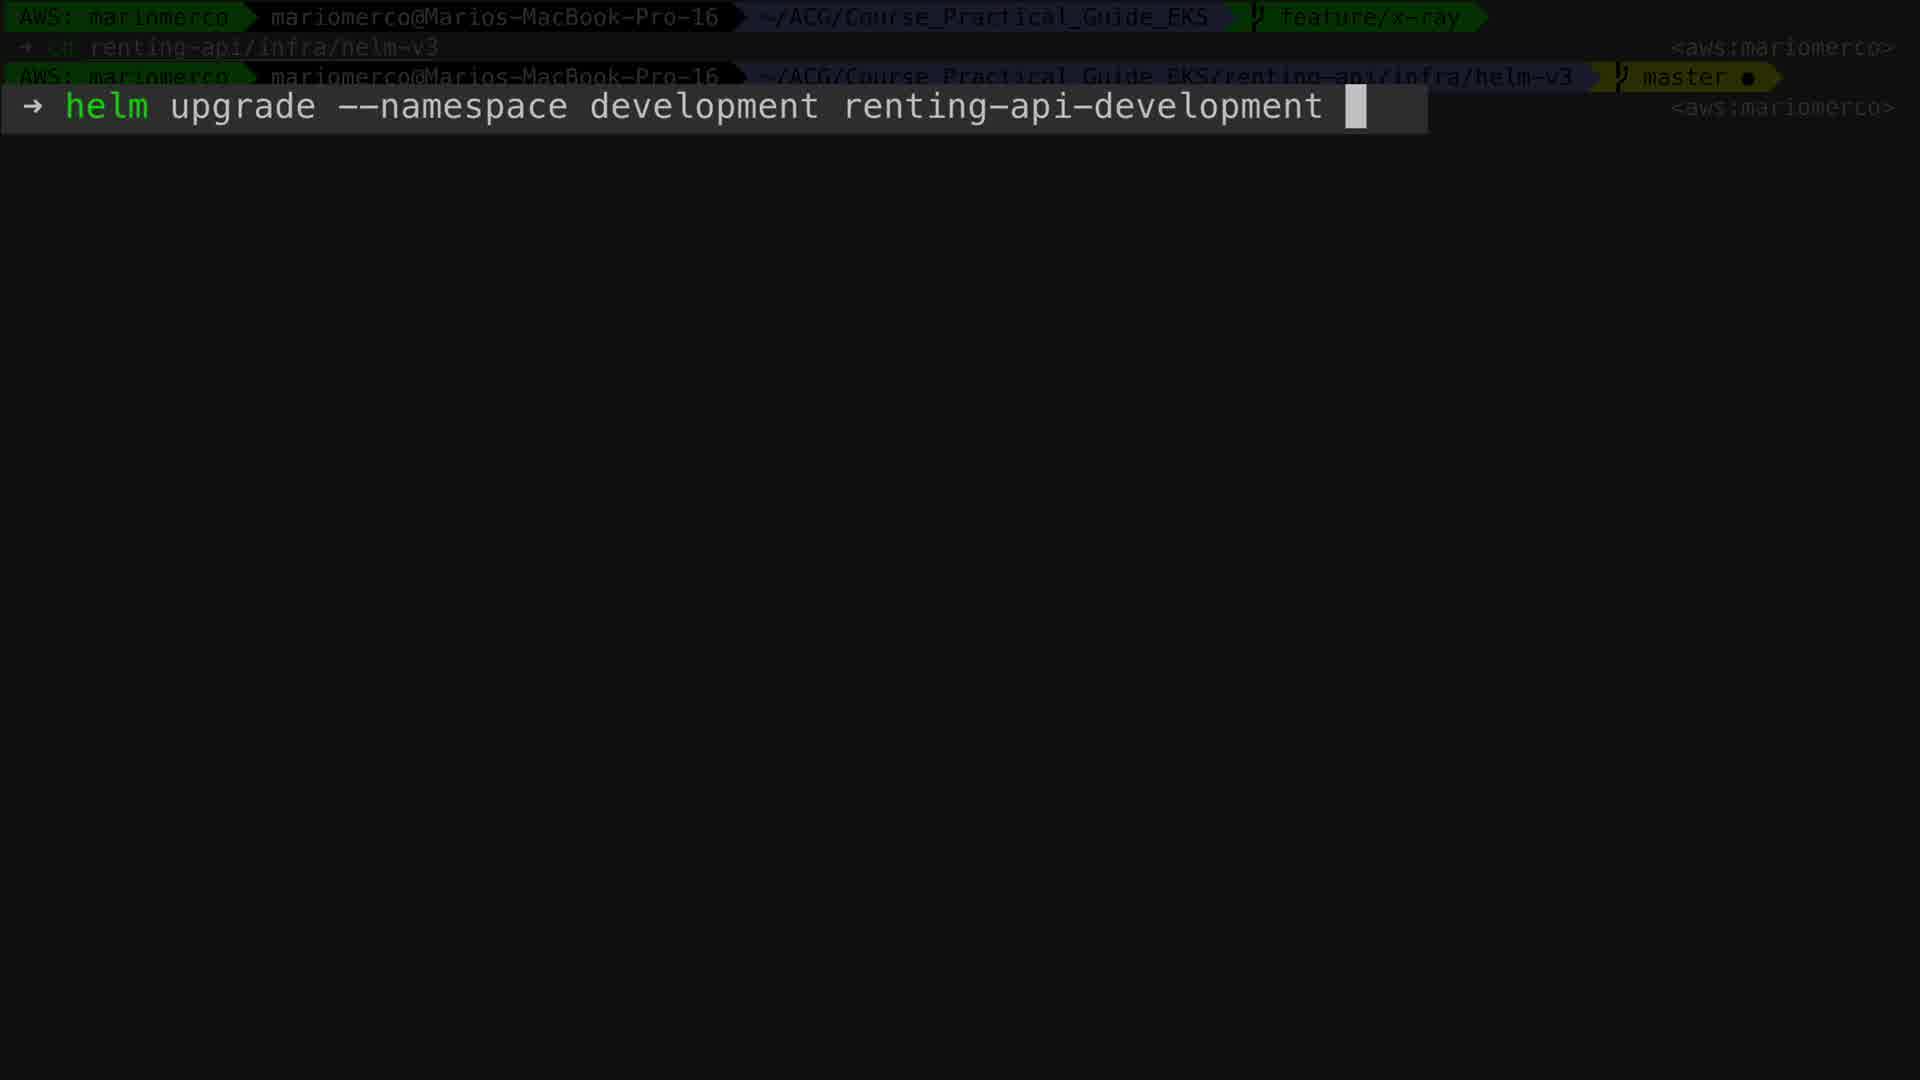 AWS: mariomerco mariomerco@Marios-MacBook-Pro-16 ~/ACG/Course_Practical_Guide_EKS feature/x-ray
➜ cd renting-api/infra/helm-v3 <aws:mariomerco>
AWS: mariomerco mariomerco@Marios-MacBook-Pro-16 ~/ACG/Course_Practical_Guide_EKS/renting-api/infra/helm-v3 master ●
➜ helm upgrade --namespace development renting-api-development <aws:mariomerco>